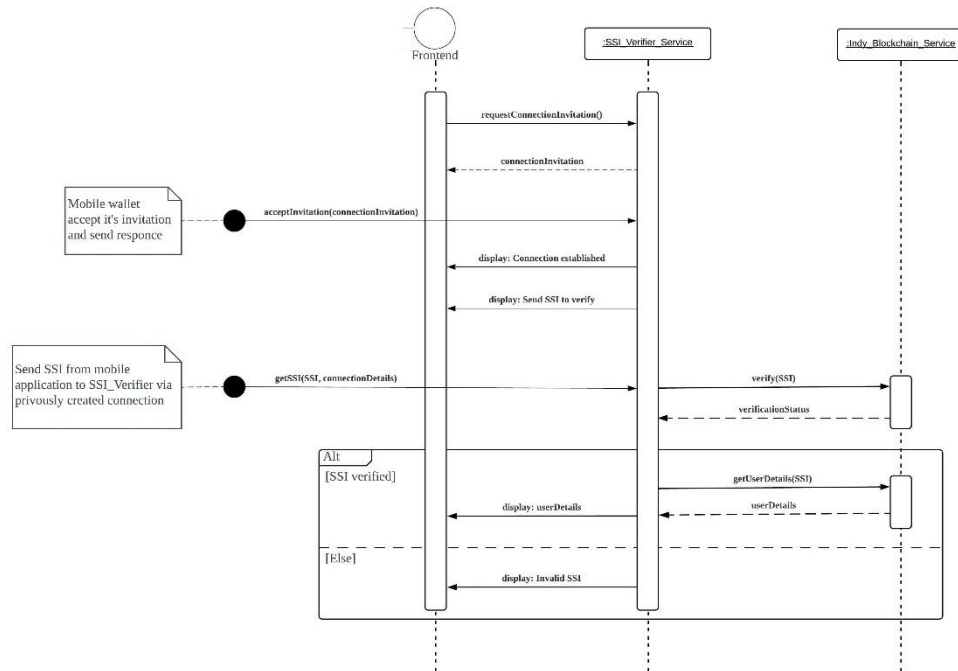 Frontend
:SSI_Verifier_Service
:Indy_Blockchain_Service
requestConnectionInvitation()
connectionInvitation
Mobile wallet
accept it's invitation
and send responce
acceptInvitation(connectionInvitation)
display: Connection established
display: Send SSI to verify
Send SSI from mobile
application to SSI_Verifier via
privously created connection
getSSI(SSI, connectionDetails)
verify(SSI)
verificationStatus
Alt
[SSI verified]
getUserDetails(SSI)
userDetails
display: userDetails
[Else]
display: Invalid SSI